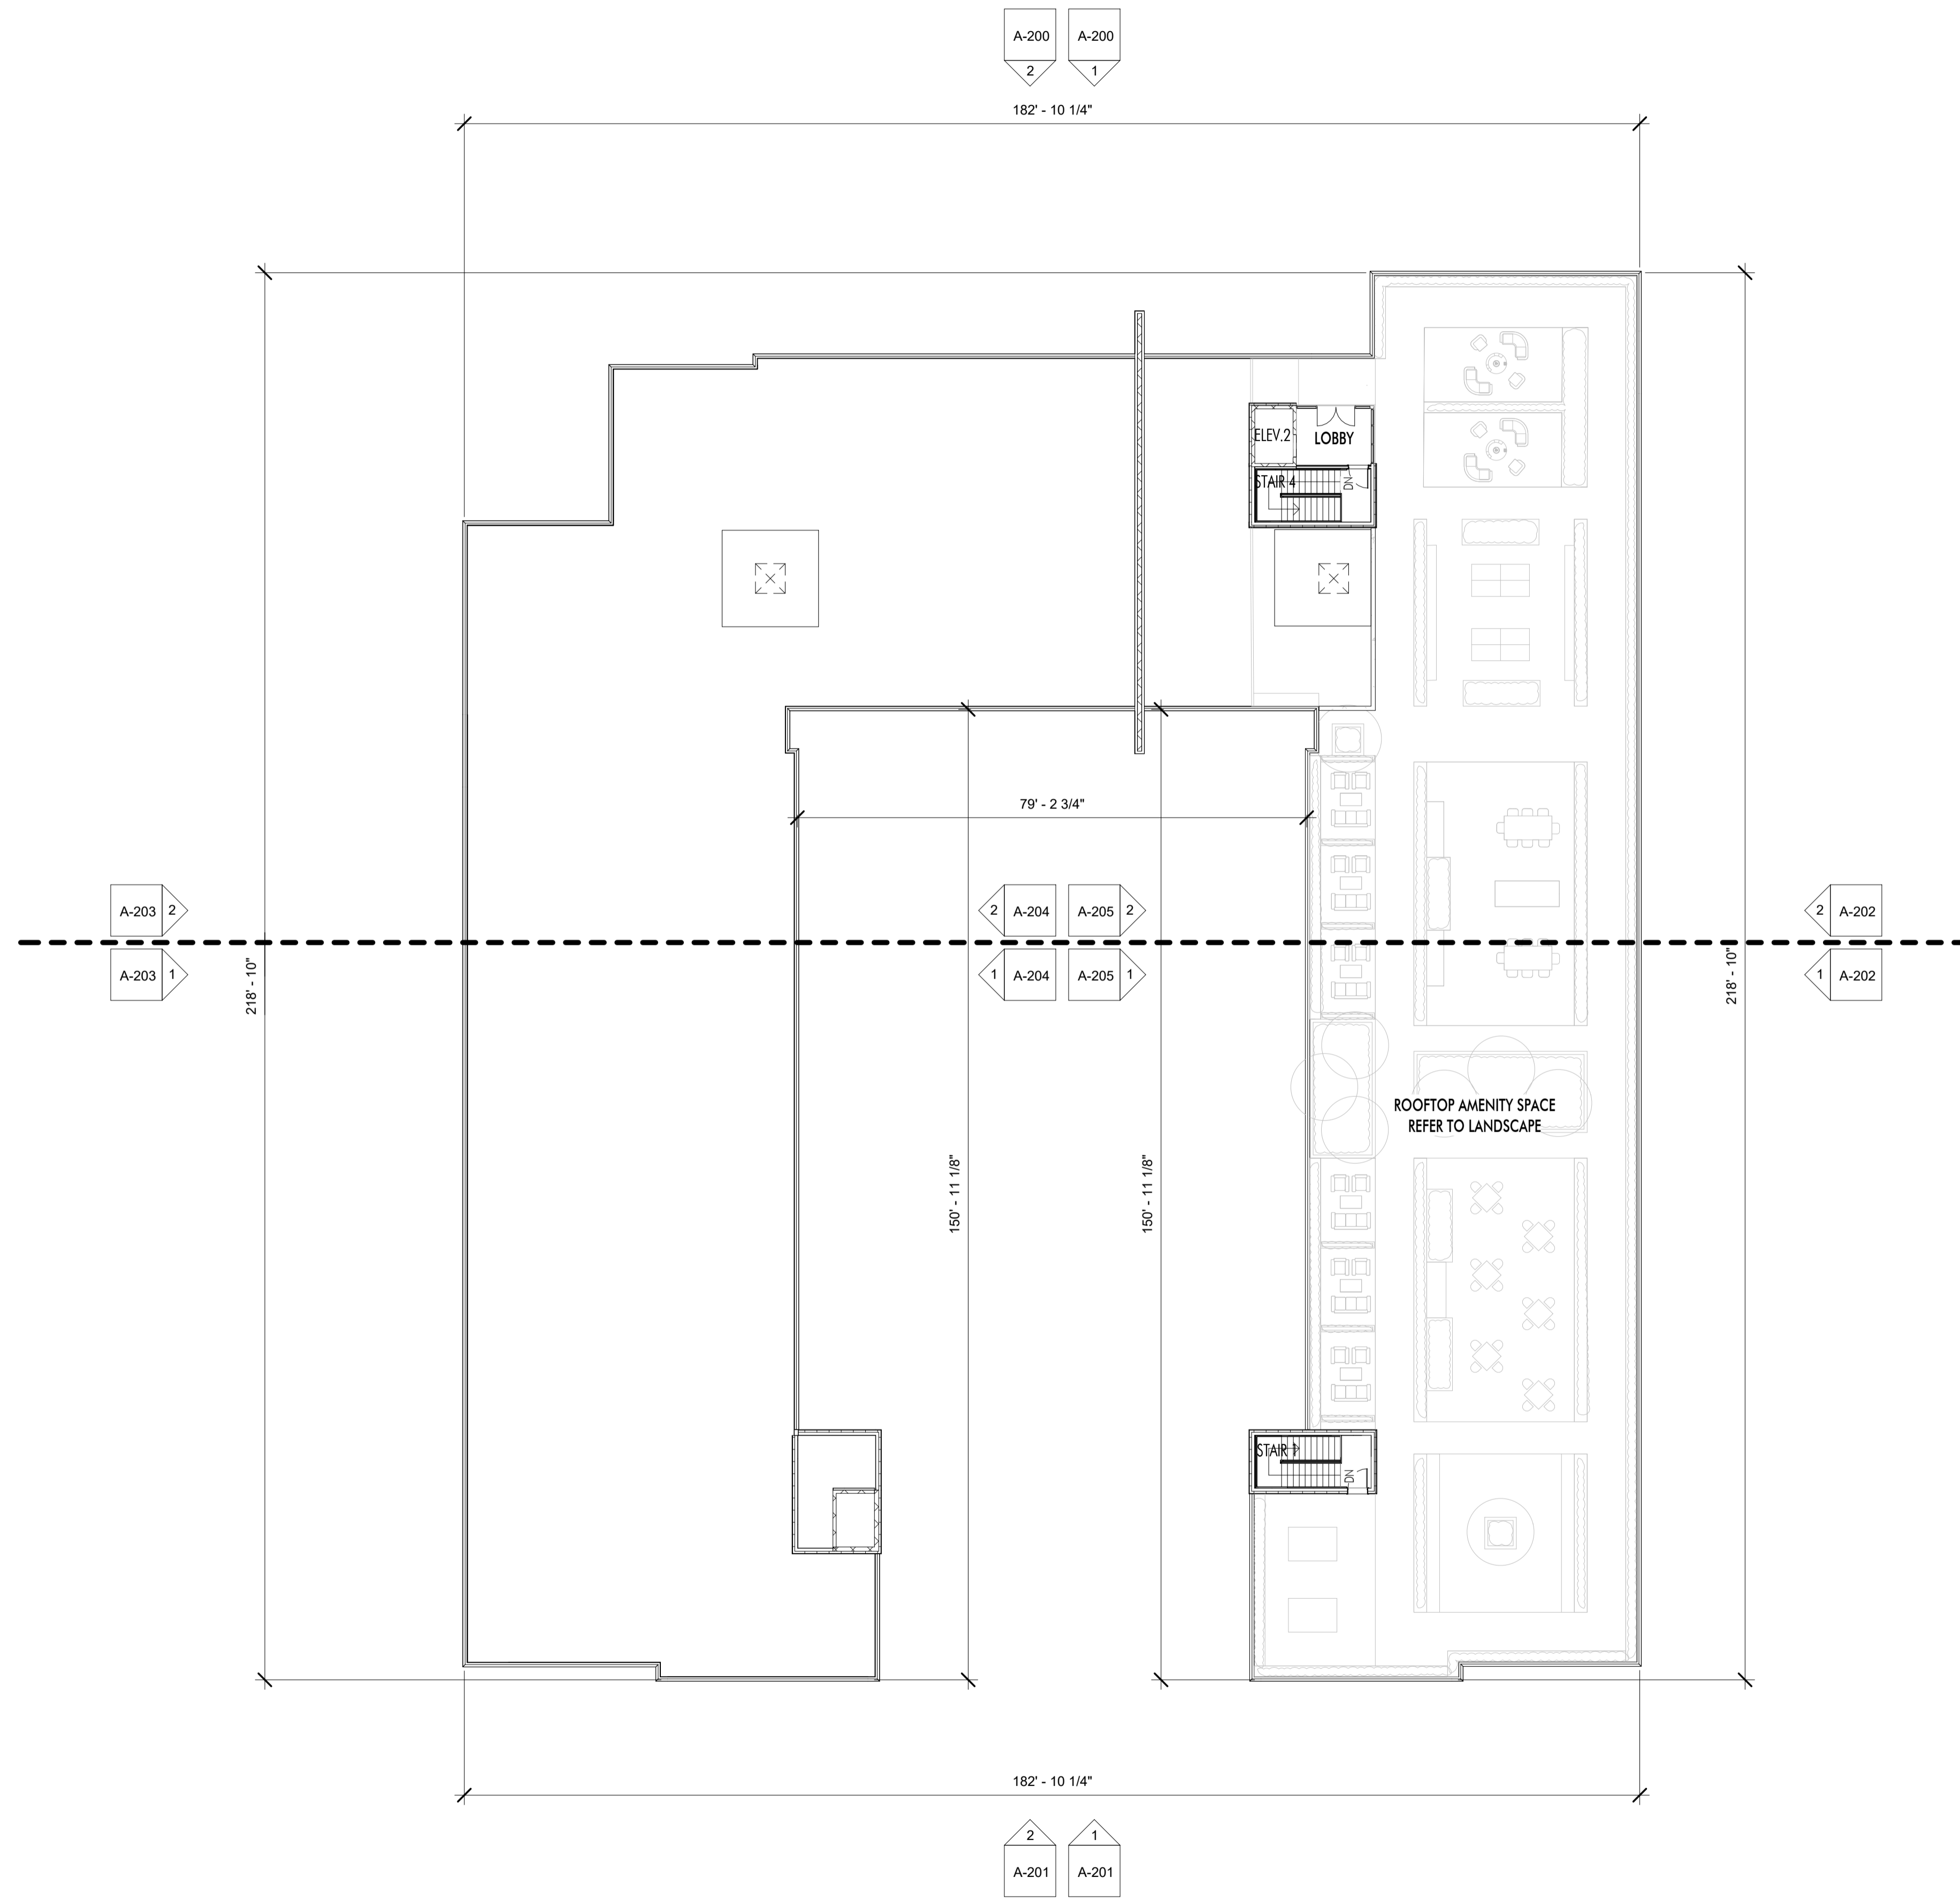 A-200 A-200
2 1
182' - 10 1/4"
ELEV.2 LOBBY
STAIR 4 DN
79' - 2 3/4"
A-203 2
2 A-204
A-205 2
2 A-202
A-203 1
1 A-204
A-205 1
1 A-202
218' - 10"
218' - 10"
ROOFTOP AMENITY SPACE
REFER TO LANDSCAPE
150' - 11 1/8"
150' - 11 1/8"
STAIR 1
DN
182' - 10 1/4"
2 1
A-201 A-201